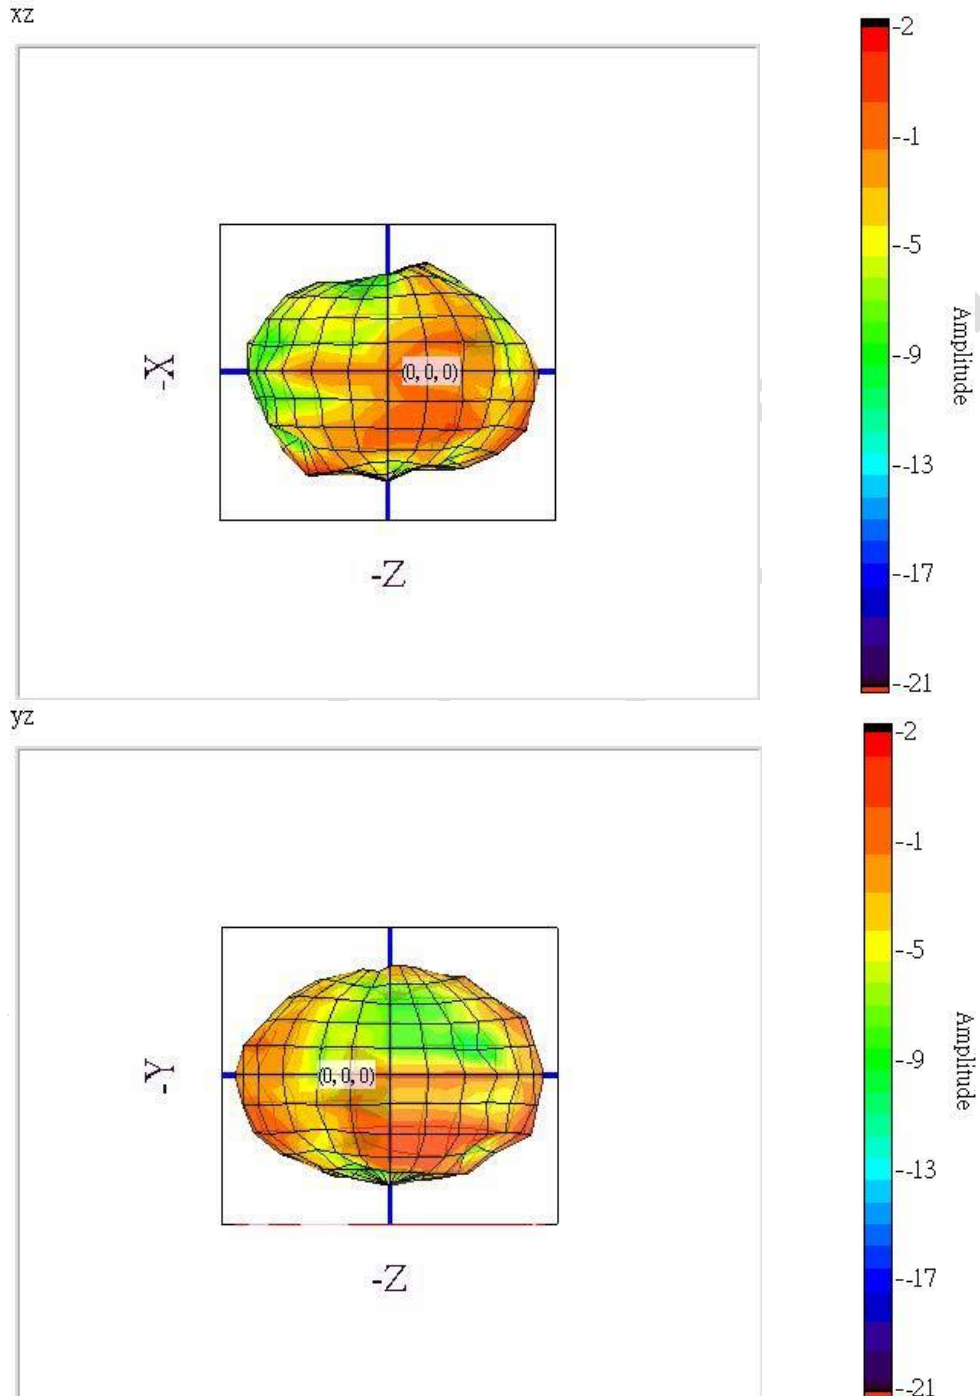 xz
-2
--1
--5
--9
--13
--17
--21
Amplitude
-X
(0, 0, 0)
-Z
yz
-2
--1
--5
--9
--13
--17
--21
Amplitude
-Y
(0, 0, 0)
-Z